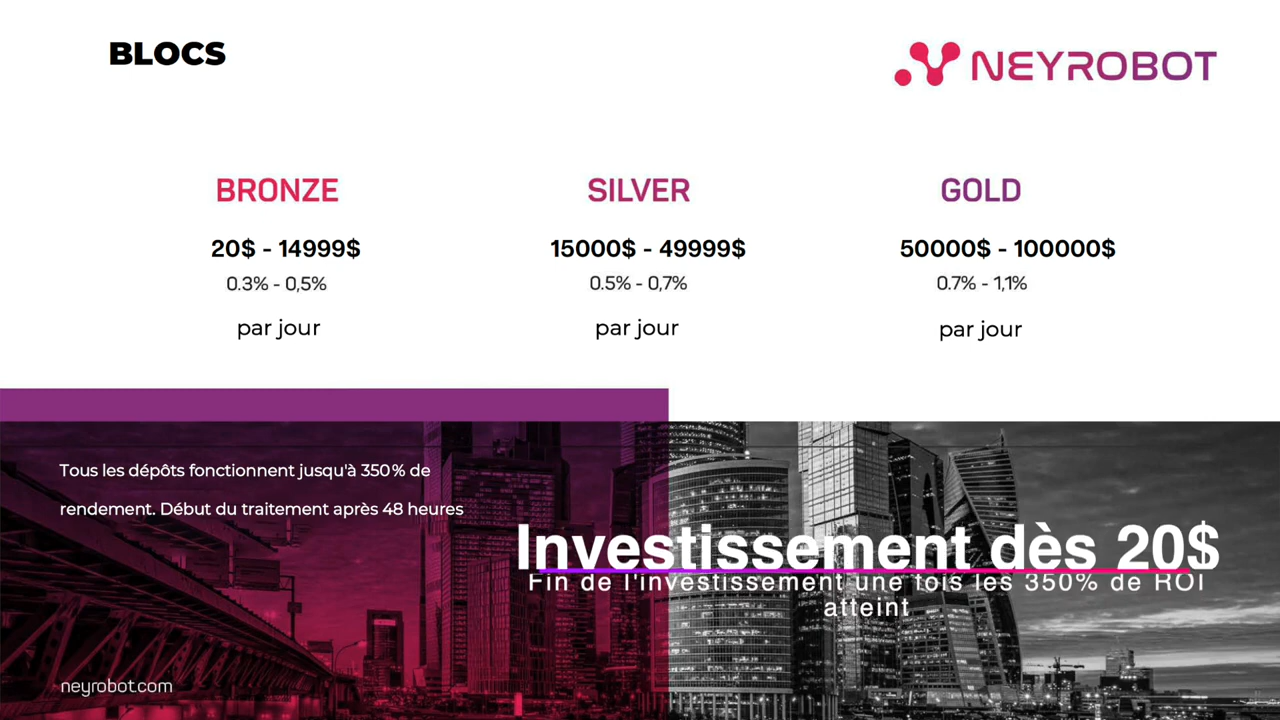 BLOCS
NEYROBOT
BRONZE
20$ - 14999$
0.3% - 0,5%
par jour
SILVER
15000$ - 49999$
0.5% - 0,7%
par jour
GOLD
50000$ - 100000$
0.7% - 1,1%
par jour
Tous les dépôts fonctionnent jusqu'à 350% de
rendement. Début du traitement après 48 heures
Investissement dès 20$
Fin de l'investissement une fois les 350% de ROI
atteint
neyrobot.com